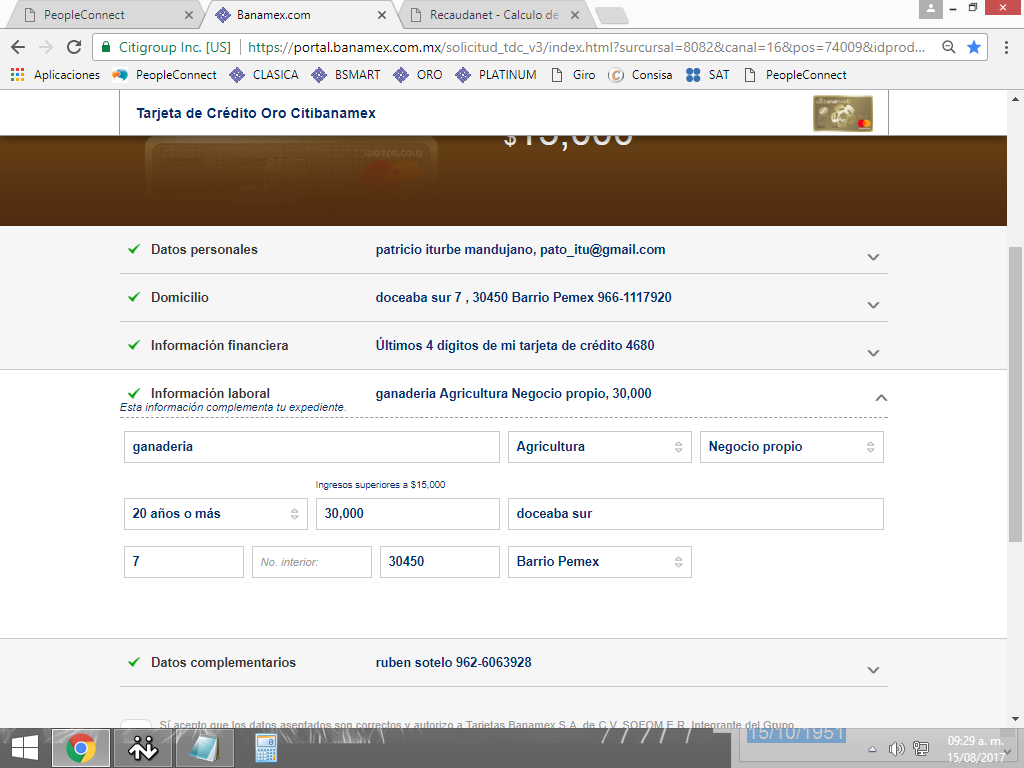 PeopleConnect
Banamex.com
Recaudanet - Calculo de
Citigroup Inc. [US]
https://portal.banamex.com.mx/solicitud_tdc_v3/index.html?surcursal=8082&canal=16&pos=74009&idprod...
Aplicaciones PeopleConnect CLASICA BSMART ORO PLATINUM Giro Consisa SAT PeopleConnect
Tarjeta de Crédito Oro Citibanamex
$15,000
Datos personales patricio iturbe mandujano, pato_itu@gmail.com
Domicilio doceaba sur 7 , 30450 Barrio Pemex 966-1117920
Información financiera Últimos 4 dígitos de mi tarjeta de crédito 4680
Información laboral ganaderia Agricultura Negocio propio, 30,000
Esta información complementa tu expediente.
ganaderia Agricultura Negocio propio
Ingresos superiores a $15,000
20 años o más 30,000 doceaba sur
7 No. interior: 30450 Barrio Pemex
Datos complementarios ruben sotelo 962-6063928
Sí acepto que los datos asentados son correctos y autorizo a Tarjetas Banamex S.A. de C.V. SOFOM E.R. Integrante del Grupo
15/10/1951
09:29 a. m.
15/08/2017